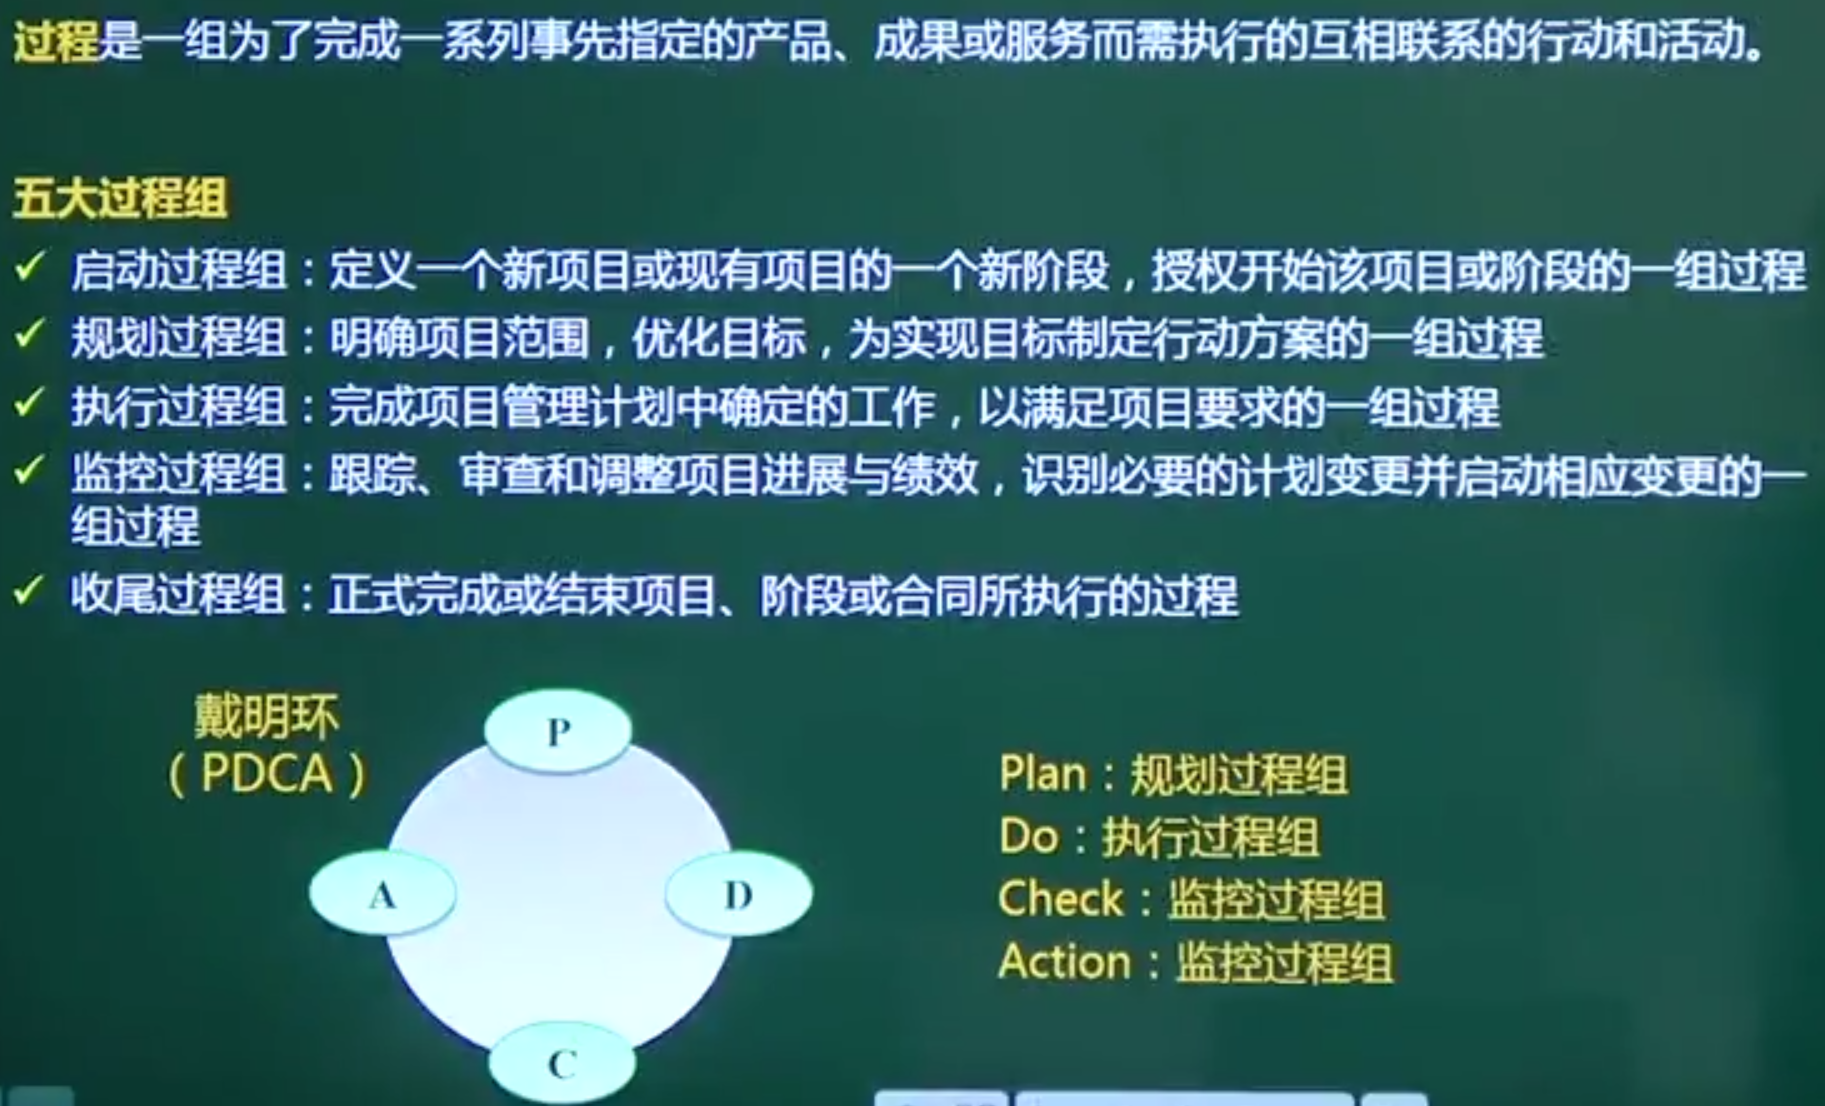 过程是一组为了完成一系列事先指定的产品、成果或服务而需执行的互相联系的行动和活动。
五大过程组
✓ 启动过程组：定义一个新项目或现有项目的一个新阶段，授权开始该项目或阶段的一组过程
✓ 规划过程组：明确项目范围，优化目标，为实现目标制定行动方案的一组过程
✓ 执行过程组：完成项目管理计划中确定的工作，以满足项目要求的一组过程
✓ 监控过程组：跟踪、审查和调整项目进展与绩效，识别必要的计划变更并启动相应变更的一
组过程
✓ 收尾过程组：正式完成或结束项目、阶段或合同所执行的过程
戴明环
（PDCA）
P
A
D
C
Plan：规划过程组
Do：执行过程组
Check：监控过程组
Action：监控过程组